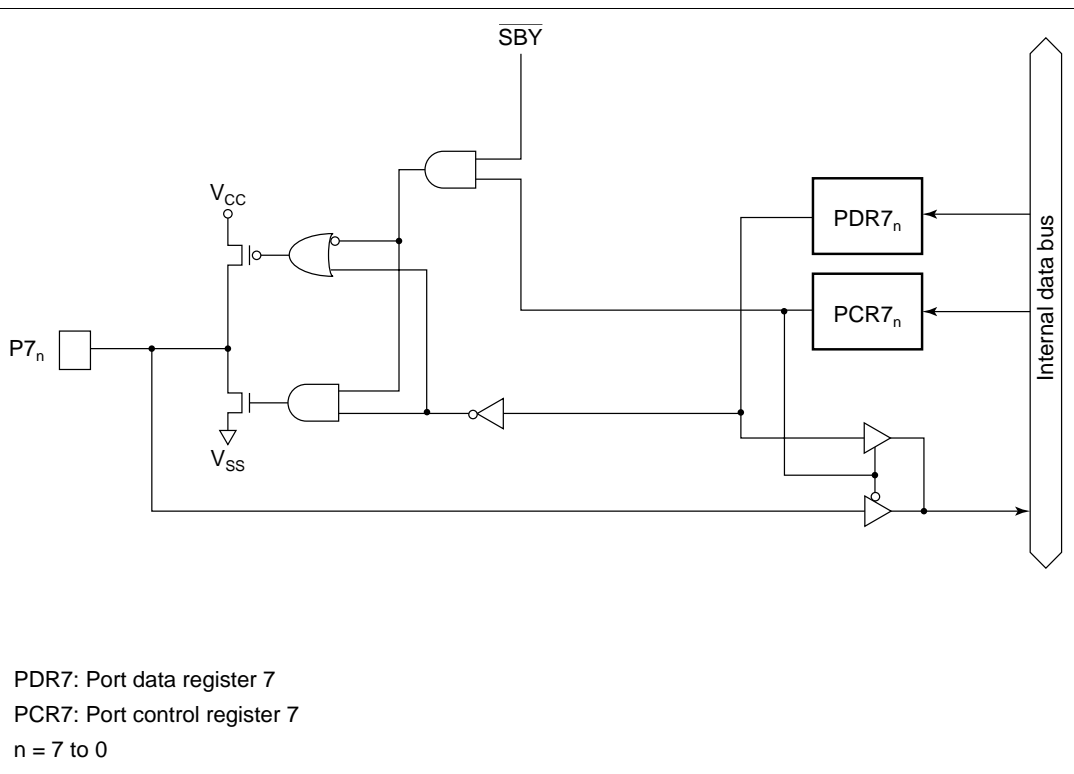 SBY
VCC
PDR7n
PCR7n
Internal data bus
P7n
VSS
PDR7: Port data register 7
PCR7: Port control register 7
n = 7 to 0